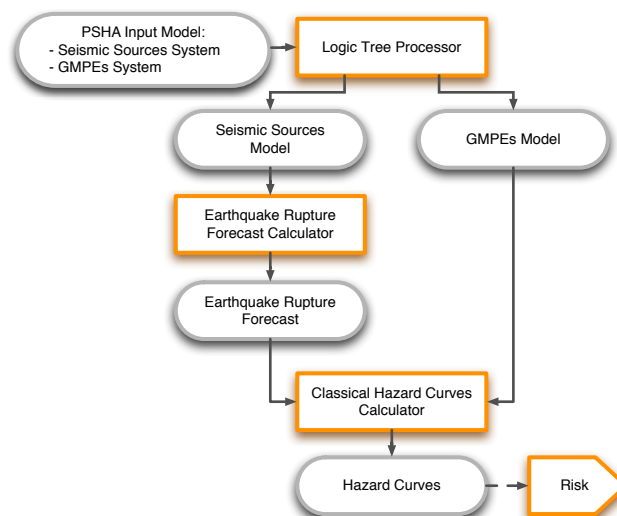 PSHA Input Model:
- Seismic Sources System
- GMPEs System
Logic Tree Processor
Seismic Sources
Model
GMPEs Model
Earthquake Rupture
Forecast Calculator
Earthquake Rupture
Forecast
Classical Hazard Curves
Calculator
Hazard Curves
Risk